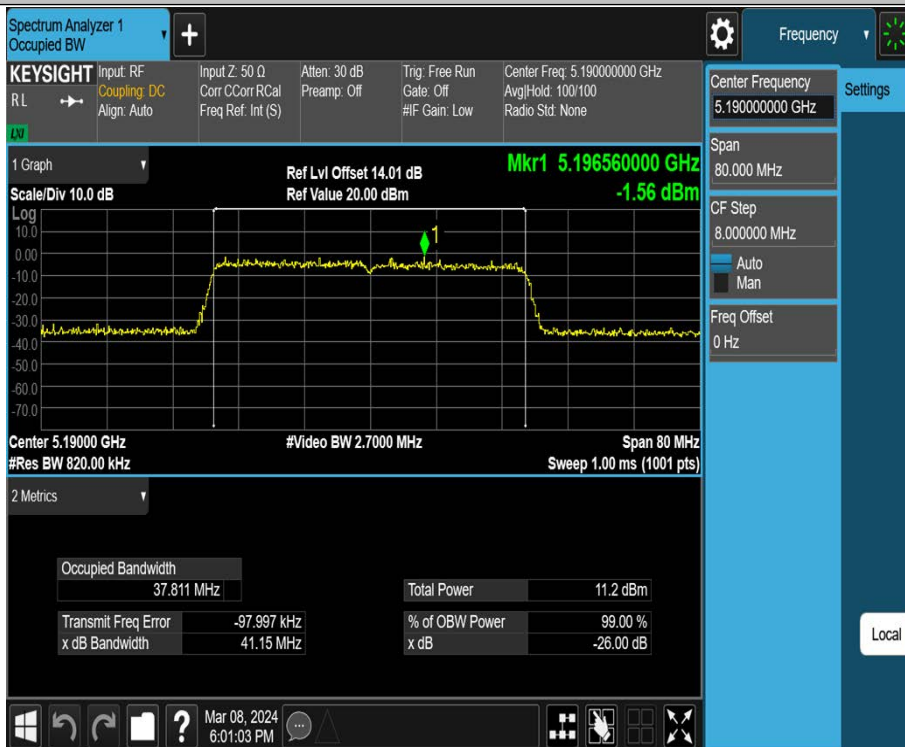 Spectrum Analyzer 1
Occupied BW
+
Frequency
KEYSIGHT
R L
LXI
Input: RF
Coupling: DC
Align: Auto
Input Z: 50 Ω
Corr CCorr RCal
Freq Ref: Int (S)
Atten: 30 dB
Preamp: Off
Trig: Free Run
Gate: Off
#IF Gain: Low
Center Freq: 5.190000000 GHz
Avg|Hold: 100/100
Radio Std: None
Center Frequency
5.190000000 GHz
Settings
Span
80.000 MHz
CF Step
8.000000 MHz
Auto
Man
Freq Offset
0 Hz
Local
1 Graph
Scale/Div 10.0 dB
Ref Lvl Offset 14.01 dB
Ref Value 20.00 dBm
Mkr1 5.196560000 GHz
-1.56 dBm
Log
10.0
0.00
-10.0
-20.0
-30.0
-40.0
-50.0
-60.0
-70.0
1
Center 5.19000 GHz
#Res BW 820.00 kHz
#Video BW 2.7000 MHz
Span 80 MHz
Sweep 1.00 ms (1001 pts)
2 Metrics
Occupied Bandwidth
37.811 MHz
Transmit Freq Error -97.997 kHz
x dB Bandwidth 41.15 MHz
Total Power 11.2 dBm
% of OBW Power 99.00 %
x dB -26.00 dB
?
Mar 08, 2024
6:01:03 PM